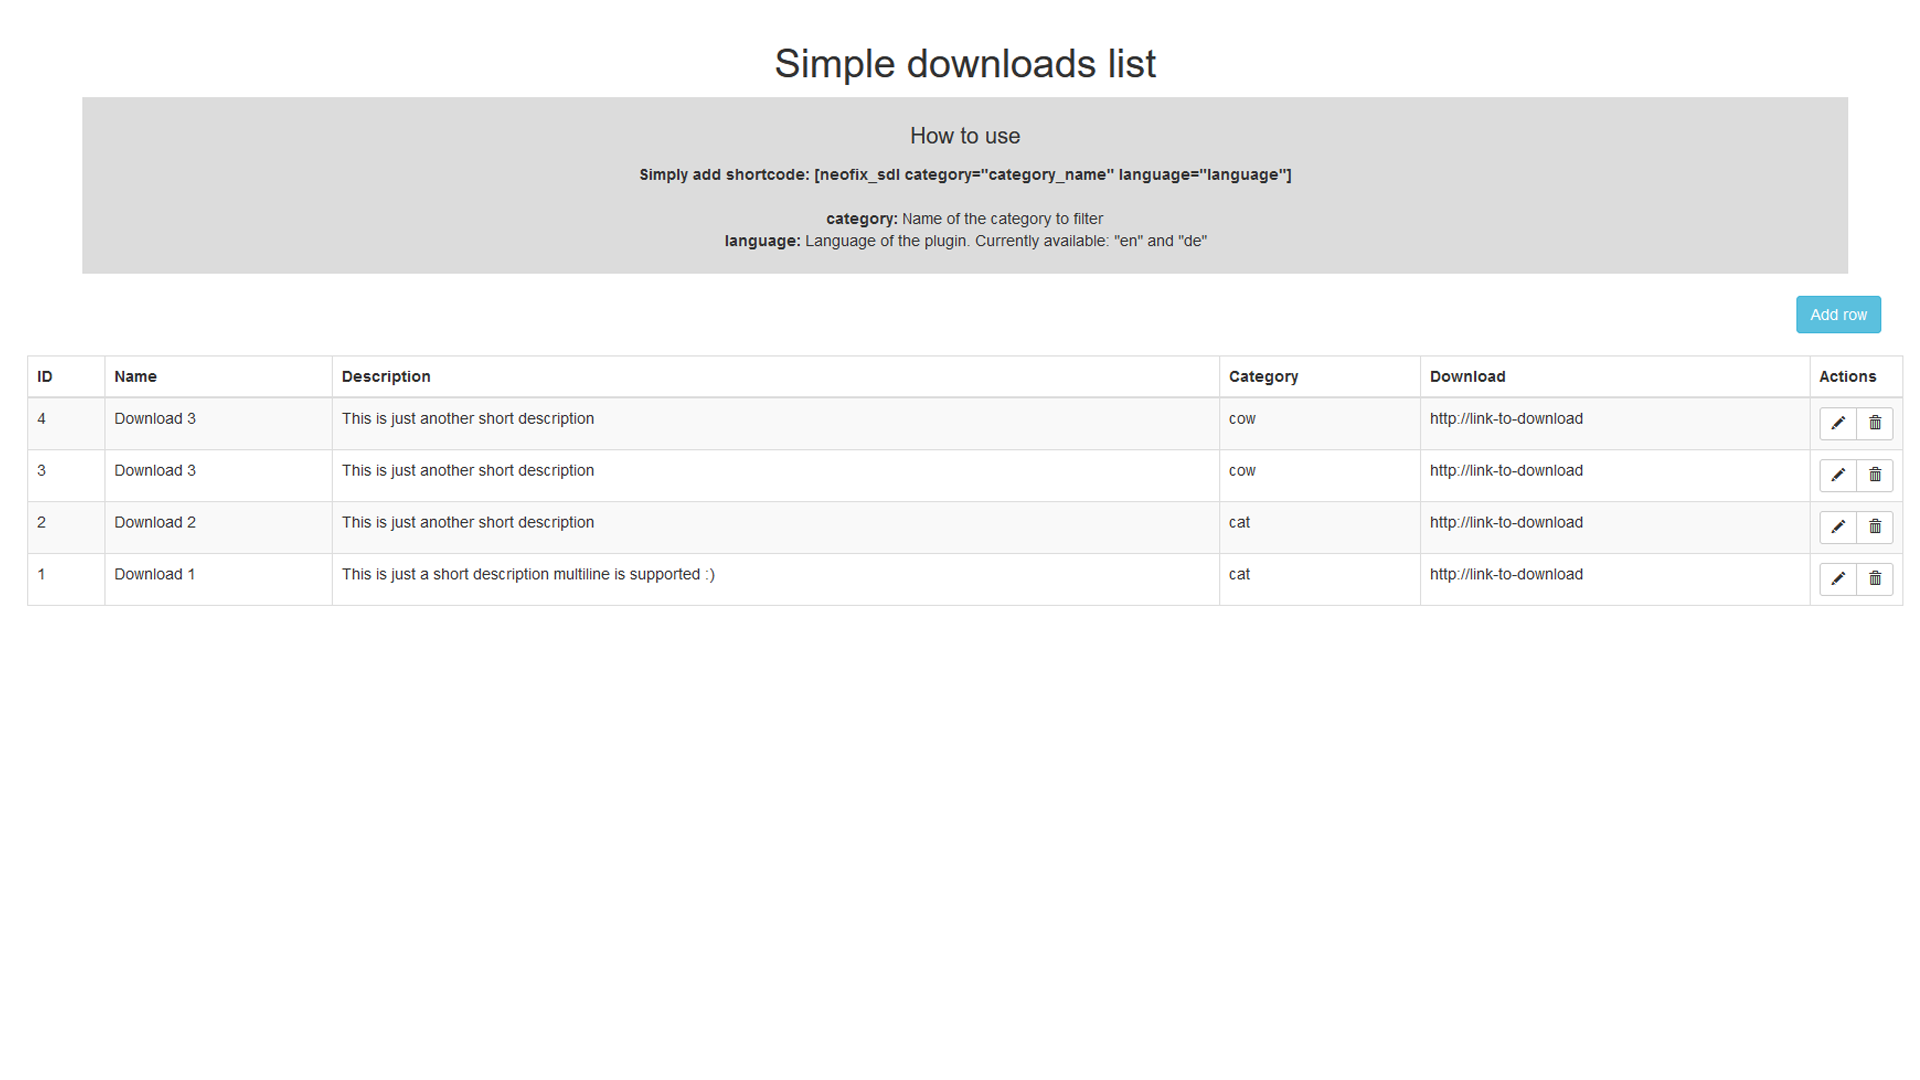 Simple downloads list
How to use
Simply add shortcode: [neofix_sdl category="category_name" language="language"]
category: Name of the category to filter
language: Language of the plugin. Currently available: "en" and "de"
Add row
ID Name Description Category Download Actions
4 Download 3 This is just another short description cow http://link-to-download
3 Download 3 This is just another short description cow http://link-to-download
2 Download 2 This is just another short description cat http://link-to-download
1 Download 1 This is just a short description multiline is supported :) cat http://link-to-download